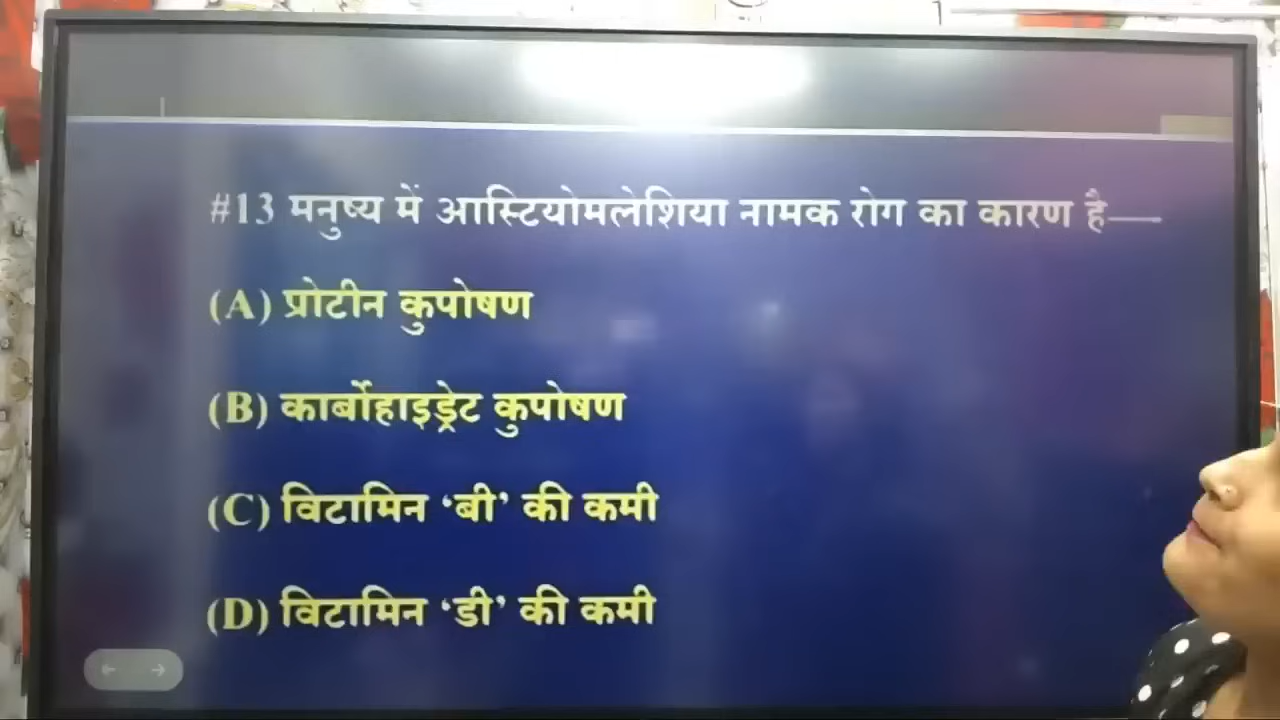 #13 मनुष्य में आस्टियोमलेशिया नामक रोग का कारण है—
(A) प्रोटीन कुपोषण
(B) कार्बोहाइड्रेट कुपोषण
(C) विटामिन ‘बी’ की कमी
(D) विटामिन ‘डी’ की कमी